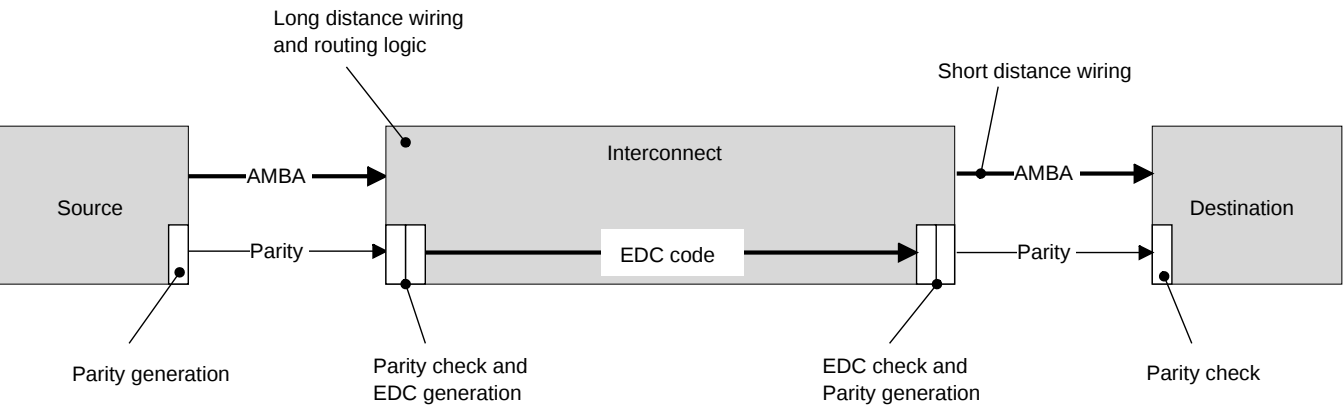 Long distance wiring
and routing logic
Short distance wiring
Interconnect
AMBA
AMBA
Source
Destination
Parity
EDC code
Parity
Parity generation
Parity check and
EDC generation
EDC check and
Parity generation
Parity check